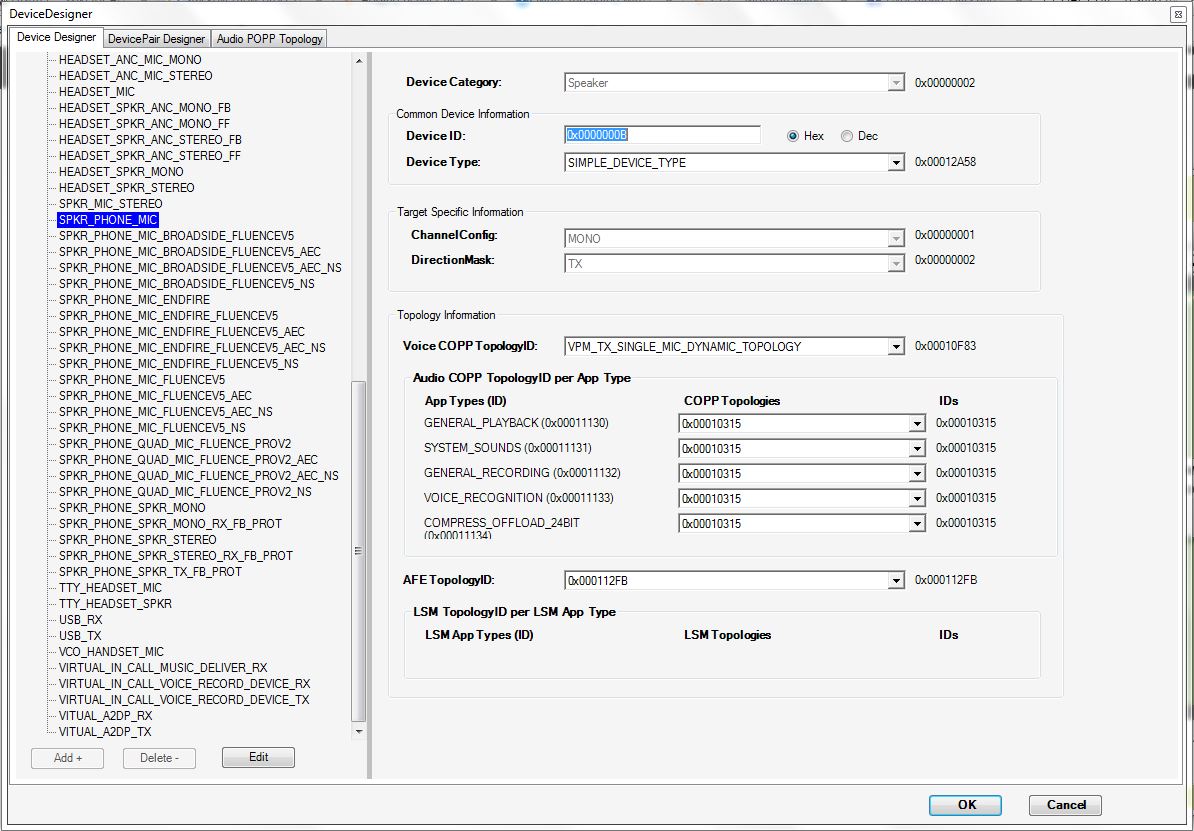 DeviceDesigner
Device Designer
DevicePair Designer
Audio POPP Topology
HEADSET_ANC_MIC_MONO
HEADSET_ANC_MIC_STEREO
HEADSET_MIC
HEADSET_SPKR_ANC_MONO_FB
HEADSET_SPKR_ANC_MONO_FF
HEADSET_SPKR_ANC_STEREO_FB
HEADSET_SPKR_ANC_STEREO_FF
HEADSET_SPKR_MONO
HEADSET_SPKR_STEREO
SPKR_MIC_STEREO
SPKR_PHONE_MIC
SPKR_PHONE_MIC_BROADSIDE_FLUENCEV5
SPKR_PHONE_MIC_BROADSIDE_FLUENCEV5_AEC
SPKR_PHONE_MIC_BROADSIDE_FLUENCEV5_AEC_NS
SPKR_PHONE_MIC_BROADSIDE_FLUENCEV5_NS
SPKR_PHONE_MIC_ENDFIRE
SPKR_PHONE_MIC_ENDFIRE_FLUENCEV5
SPKR_PHONE_MIC_ENDFIRE_FLUENCEV5_AEC
SPKR_PHONE_MIC_ENDFIRE_FLUENCEV5_AEC_NS
SPKR_PHONE_MIC_ENDFIRE_FLUENCEV5_NS
SPKR_PHONE_MIC_FLUENCEV5
SPKR_PHONE_MIC_FLUENCEV5_AEC
SPKR_PHONE_MIC_FLUENCEV5_AEC_NS
SPKR_PHONE_MIC_FLUENCEV5_NS
SPKR_PHONE_QUAD_MIC_FLUENCE_PROV2
SPKR_PHONE_QUAD_MIC_FLUENCE_PROV2_AEC
SPKR_PHONE_QUAD_MIC_FLUENCE_PROV2_AEC_NS
SPKR_PHONE_QUAD_MIC_FLUENCE_PROV2_NS
SPKR_PHONE_SPKR_MONO
SPKR_PHONE_SPKR_MONO_RX_FB_PROT
SPKR_PHONE_SPKR_STEREO
SPKR_PHONE_SPKR_STEREO_RX_FB_PROT
SPKR_PHONE_SPKR_TX_FB_PROT
TTY_HEADSET_MIC
TTY_HEADSET_SPKR
USB_RX
USB_TX
VCO_HANDSET_MIC
VIRTUAL_IN_CALL_MUSIC_DELIVER_RX
VIRTUAL_IN_CALL_VOICE_RECORD_DEVICE_RX
VIRTUAL_IN_CALL_VOICE_RECORD_DEVICE_TX
VITUAL_A2DP_RX
VITUAL_A2DP_TX
Add +
Delete -
Edit
Device Category: Speaker 0x00000002
Common Device Information
Device ID: 0x0000000B Hex Dec
Device Type: SIMPLE_DEVICE_TYPE 0x00012A58
Target Specific Information
ChannelConfig: MONO 0x00000001
DirectionMask: TX 0x00000002
Topology Information
Voice COPP TopologyID: VPM_TX_SINGLE_MIC_DYNAMIC_TOPOLOGY 0x00010F83
Audio COPP TopologyID per App Type
App Types (ID) COPP Topologies IDs
GENERAL_PLAYBACK (0x00011130) 0x00010315 0x00010315
SYSTEM_SOUNDS (0x00011131) 0x00010315 0x00010315
GENERAL_RECORDING (0x00011132) 0x00010315 0x00010315
VOICE_RECOGNITION (0x00011133) 0x00010315 0x00010315
COMPRESS_OFFLOAD_24BIT 0x00010315 0x00010315
(0x00011134)
AFE TopologyID: 0x000112FB 0x000112FB
LSM TopologyID per LSM App Type
LSM App Types (ID) LSM Topologies IDs
OK
Cancel